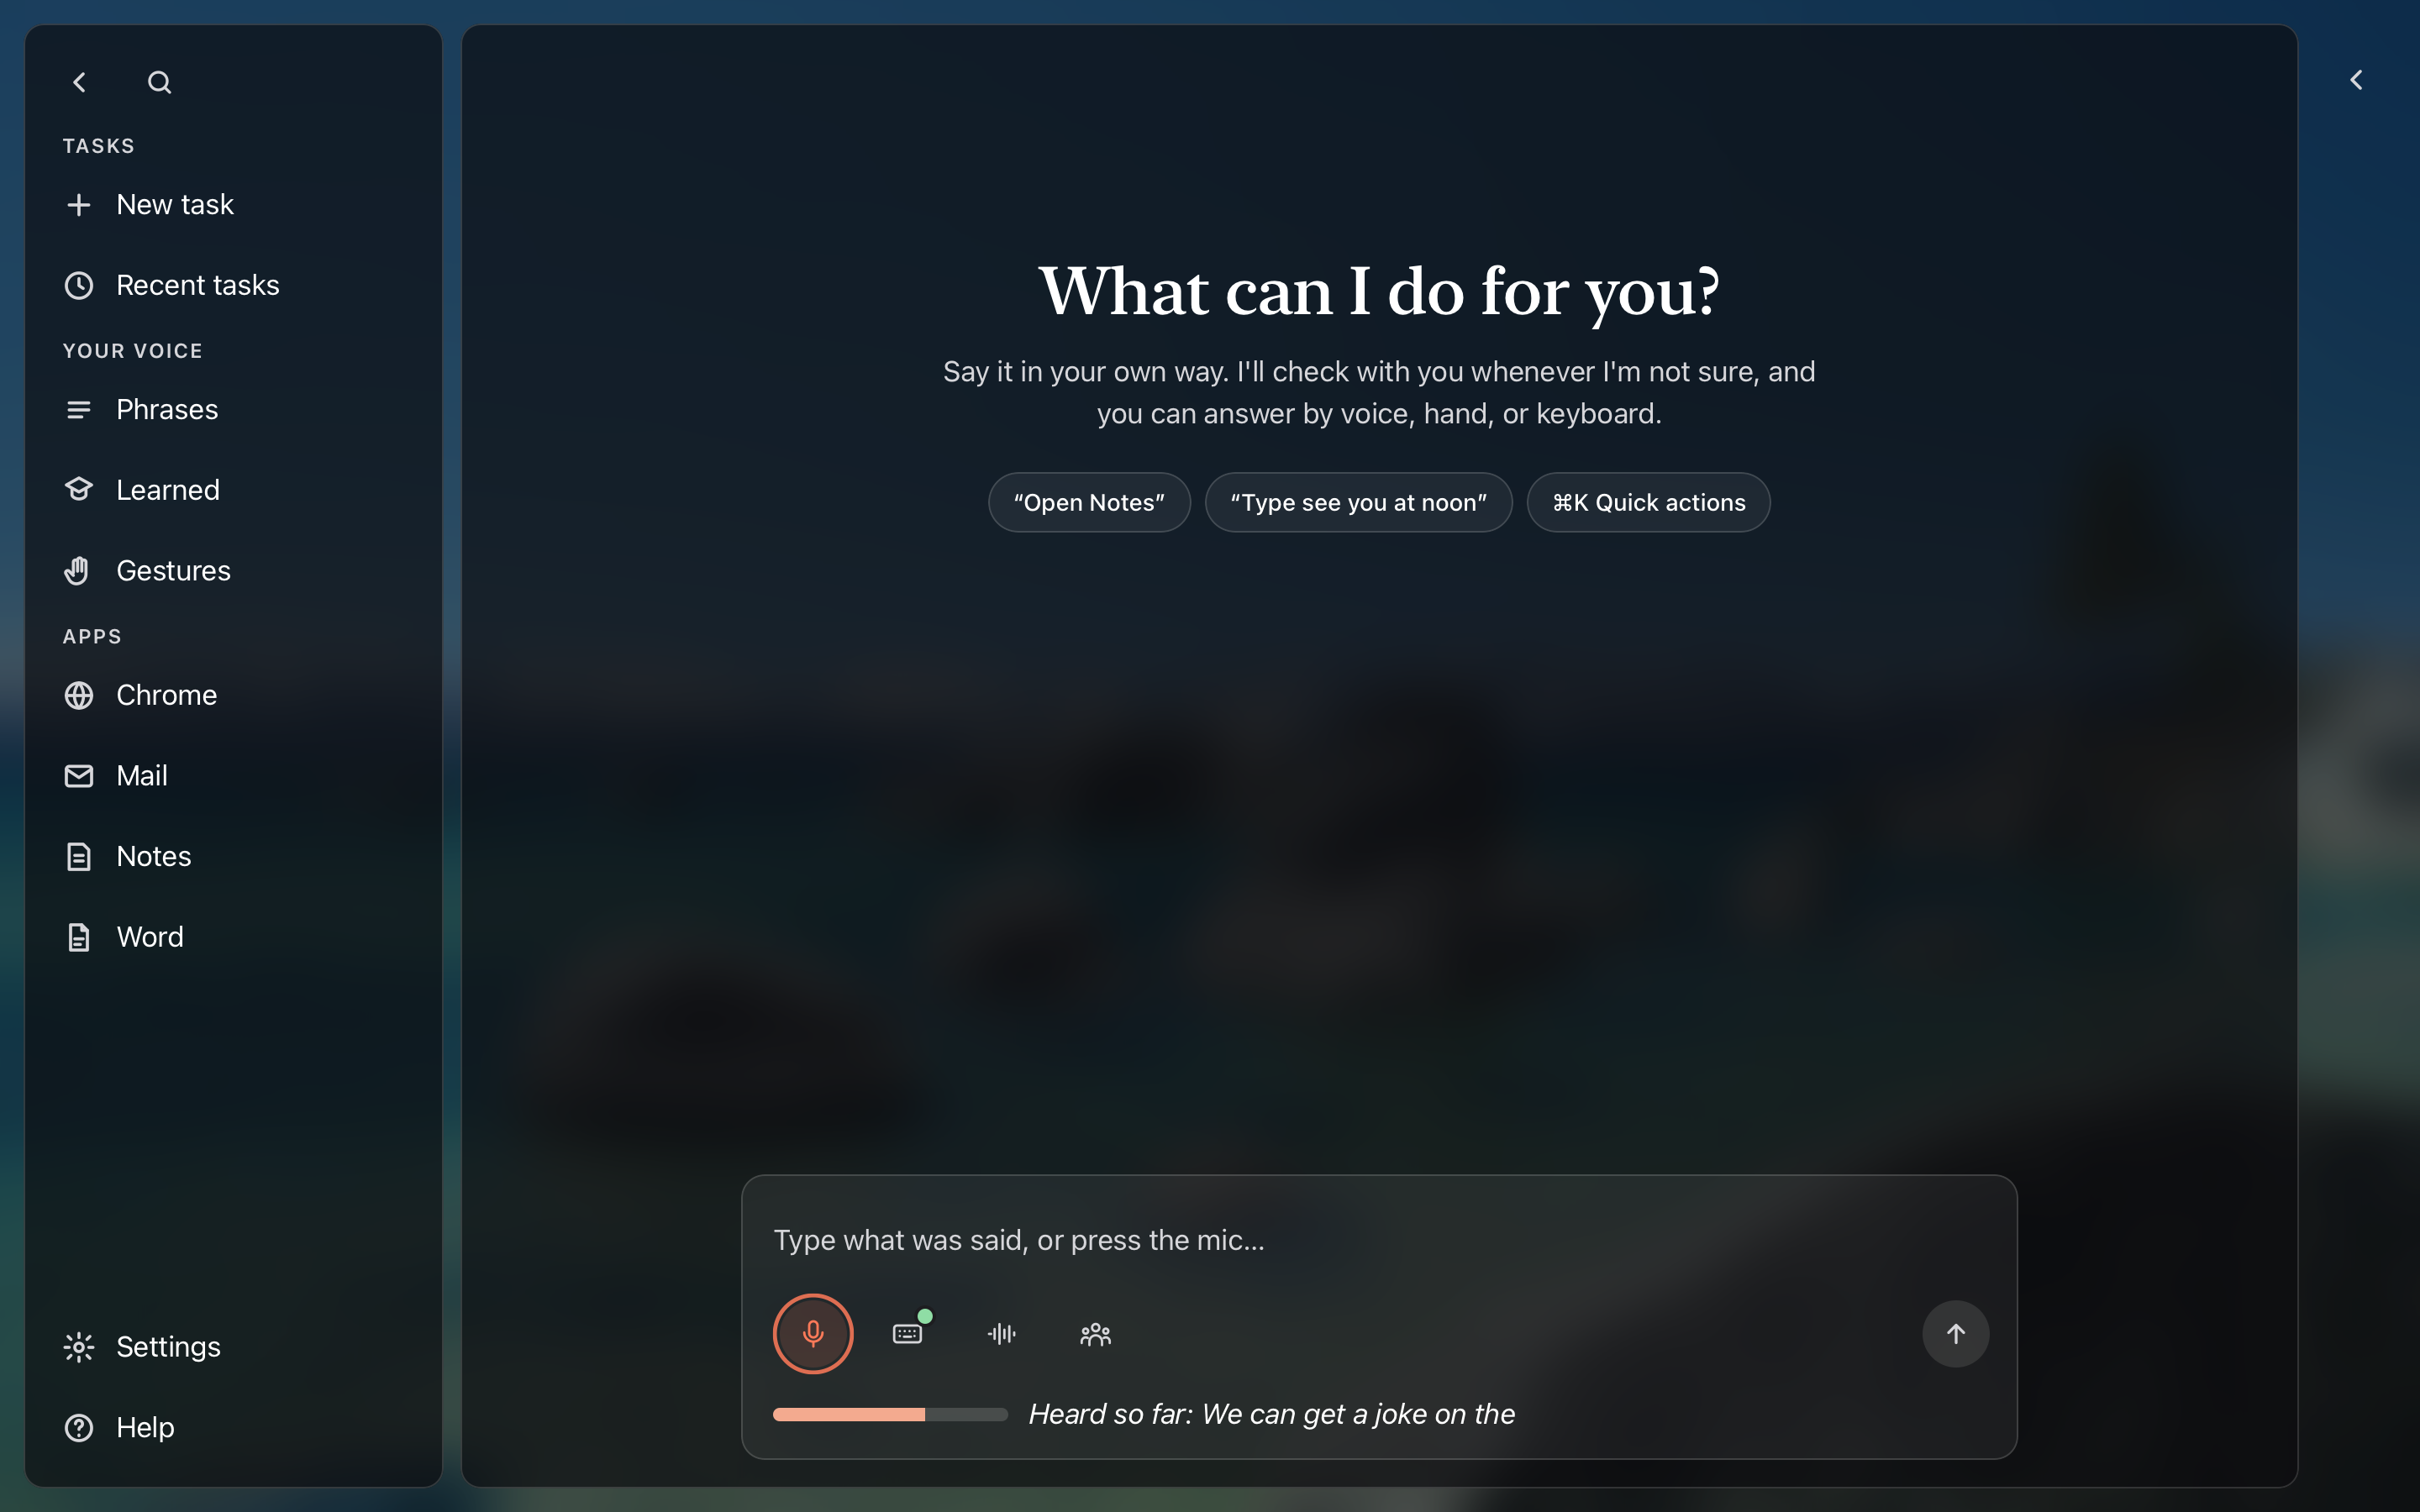 TASKS
New task
Recent tasks
YOUR VOICE
Phrases
Learned
Gestures
APPS
Chrome
Mail
Notes
Word
Settings
Help
What can I do for you?
Say it in your own way. I'll check with you whenever I'm not sure, and
you can answer by voice, hand, or keyboard.
“Open Notes”
“Type see you at noon”
⌘K Quick actions
Type what was said, or press the mic...
Heard so far: We can get a joke on the